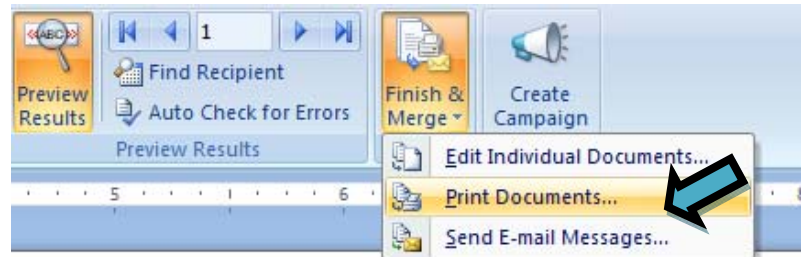 «ABC»
1
Preview Results
Find Recipient
Auto Check for Errors
Preview Results
Finish & Merge
Create Campaign
Edit Individual Documents...
Print Documents...
Send E-mail Messages...
5 6 8